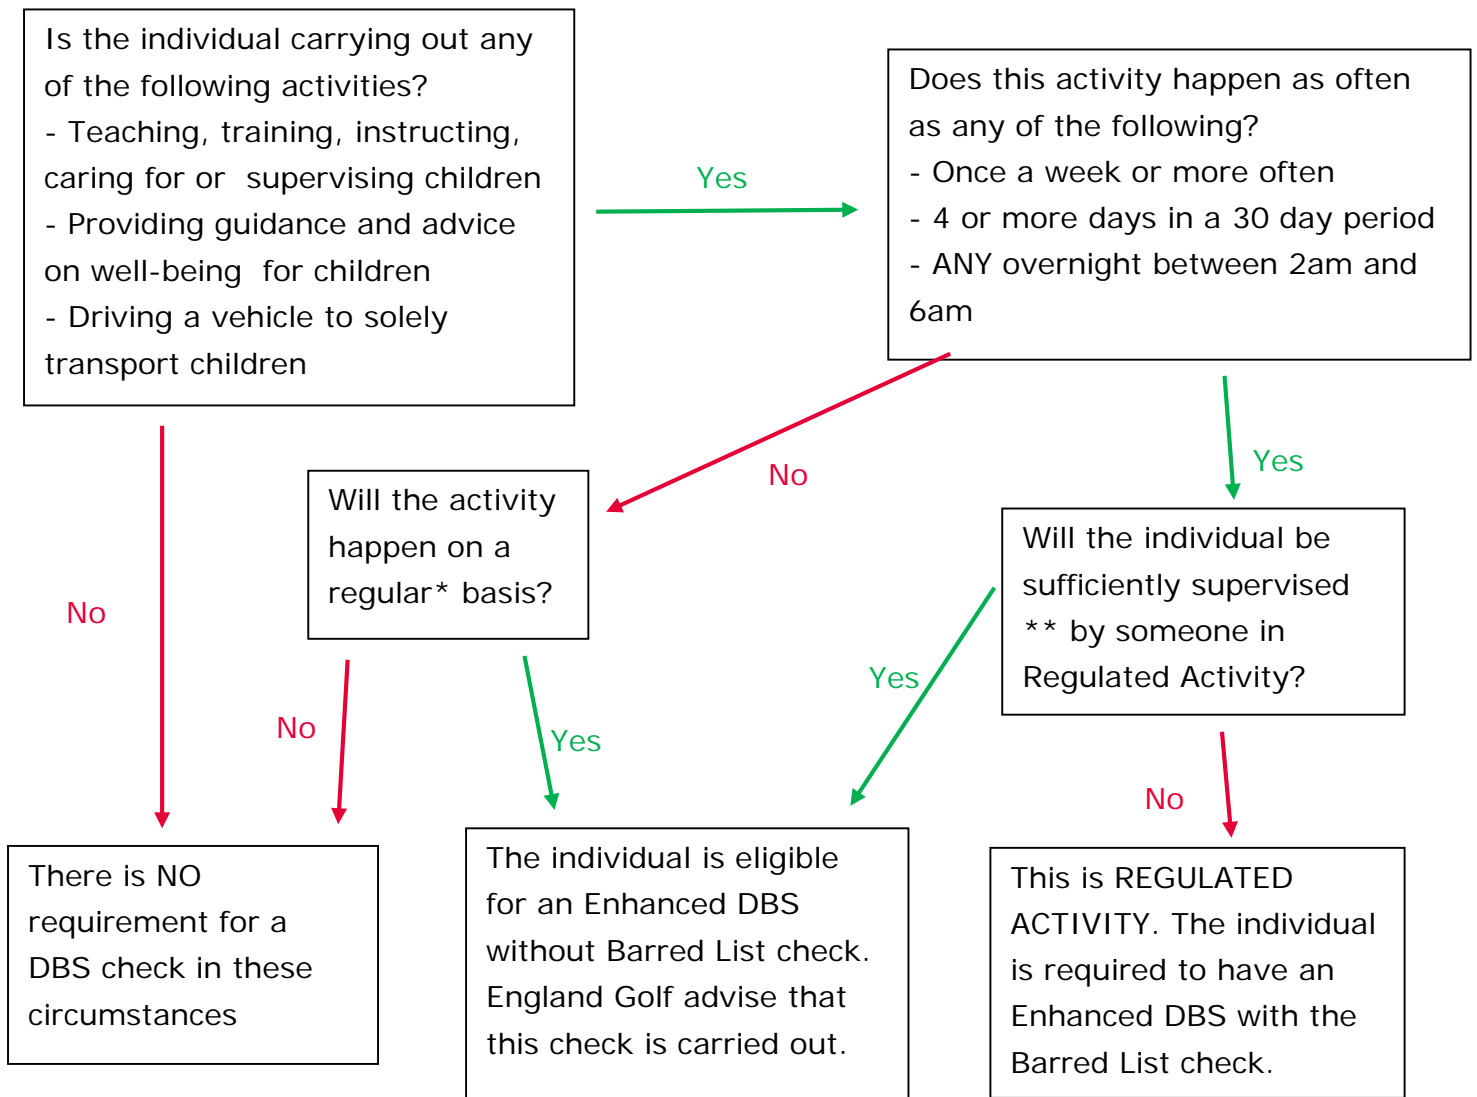 Is the individual carrying out any
of the following activities?
- Teaching, training, instructing,
caring for or supervising children
- Providing guidance and advice
on well-being for children
- Driving a vehicle to solely
transport children
Yes
Does this activity happen as often
as any of the following?
- Once a week or more often
- 4 or more days in a 30 day period
- ANY overnight between 2am and
6am
No
Yes
Will the activity
happen on a
regular* basis?
Will the individual be
sufficiently supervised
** by someone in
Regulated Activity?
No
No
Yes
Yes
No
There is NO
requirement for a
DBS check in these
circumstances
The individual is eligible
for an Enhanced DBS
without Barred List check.
England Golf advise that
this check is carried out.
This is REGULATED
ACTIVITY. The individual
is required to have an
Enhanced DBS with the
Barred List check.